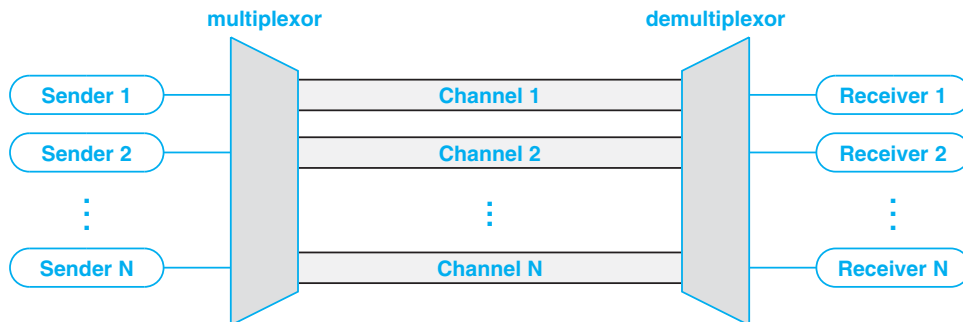 multiplexor
demultiplexor
Sender 1
Channel 1
Receiver 1
Sender 2
Channel 2
Receiver 2
Sender N
Channel N
Receiver N